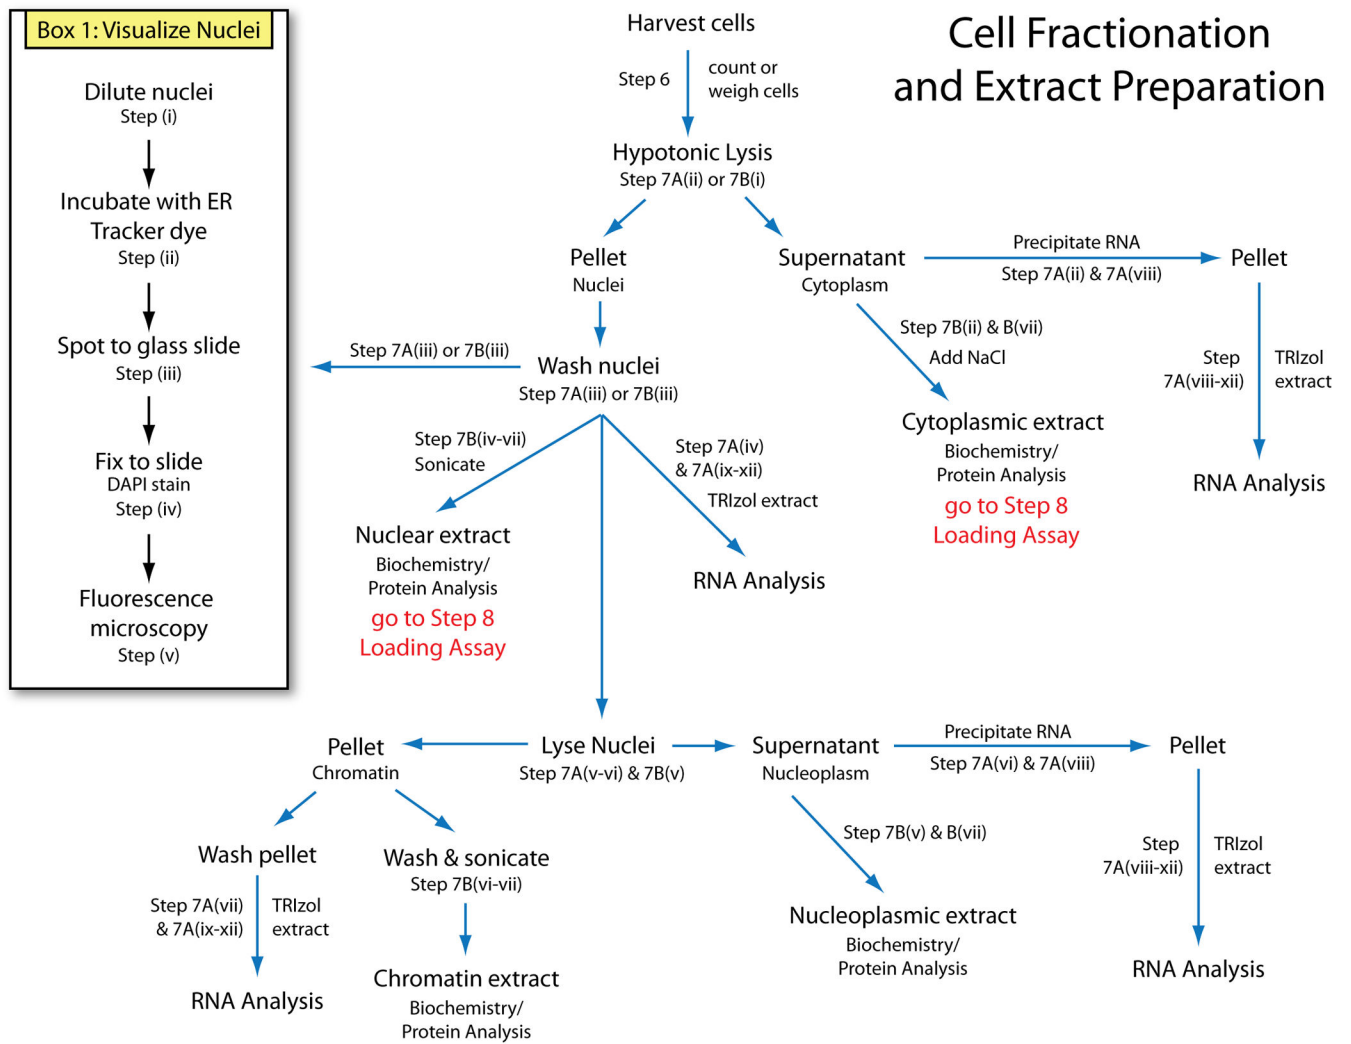 Box 1: Visualize Nuclei
Dilute nuclei
Step (i)
Incubate with ER
Tracker dye
Step (ii)
Spot to glass slide
Step (iii)
Fix to slide
DAPI stain
Step (iv)
Fluorescence
microscopy
Step (v)
Cell Fractionation
and Extract Preparation
Harvest cells
Step 6
count or
weigh cells
Hypotonic Lysis
Step 7A(ii) or 7B(i)
Pellet
Nuclei
Supernatant
Cytoplasm
Precipitate RNA
Step 7A(ii) & 7A(viii)
Pellet
Step 7B(ii) & B(vii)
Add NaCl
Step
7A(viii-xii)
TRIzol
extract
Step 7A(iii) or 7B(iii)
Wash nuclei
Step 7A(iii) or 7B(iii)
Cytoplasmic extract
Biochemistry/
Protein Analysis
go to Step 8
Loading Assay
RNA Analysis
Step 7B(iv-vii)
Sonicate
Step 7A(iv)
& 7A(ix-xii)
TRIzol extract
Nuclear extract
Biochemistry/
Protein Analysis
go to Step 8
Loading Assay
RNA Analysis
Pellet
Chromatin
Lyse Nuclei
Step 7A(v-vi) & 7B(v)
Supernatant
Nucleoplasm
Precipitate RNA
Step 7A(vi) & 7A(viii)
Pellet
Wash pellet
Wash & sonicate
Step 7B(vi-vii)
Step 7B(v) & B(vii)
Step
7A(viii-xii)
TRIzol
extract
Step 7A(vii)
& 7A(ix-xii)
TRIzol
extract
Nucleoplasmic extract
Biochemistry/
Protein Analysis
RNA Analysis
RNA Analysis
Chromatin extract
Biochemistry/
Protein Analysis